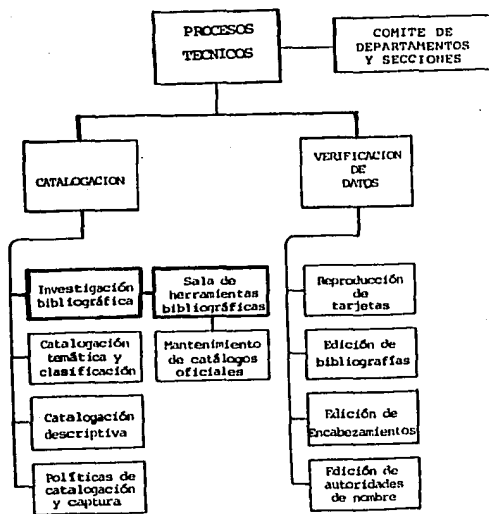 PROCESOS
TECNICOS
COMITE DE
DEPARTAMENTOS
Y SECCIONES
CATALOGACION
VERIFICACION
DE
DATOS
Investigación
bibliográfica
Sala de
herramientas
bibliográficas
Catalogación
temática y
clasificación
Mantenimiento
de catálogos
oficiales
Catalogación
descriptiva
Políticas de
catalogación
y captura
Reproducción
de
tarjetas
Edición de
bibliografías
Edición de
Encabezamientos
Edición de
autoridades
de nombre